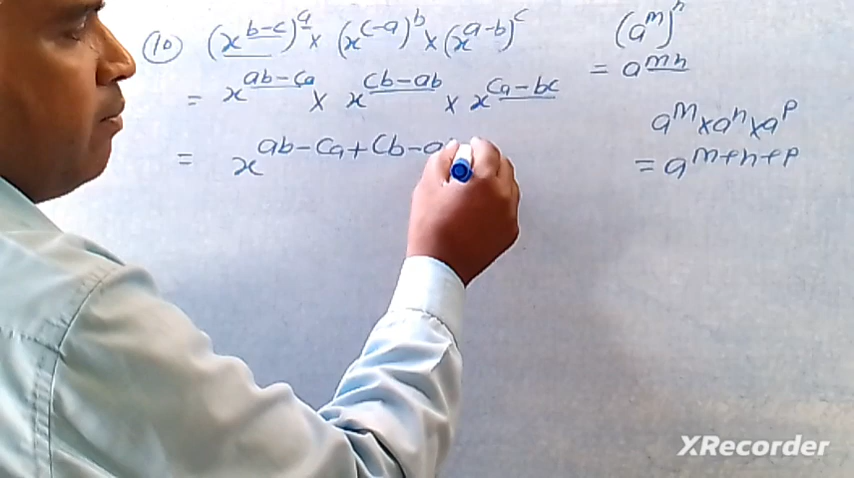 (10) (x^{b-c})^a × (x^{c-a})^b × (x^{a-b})^c
= x^{ab-ca} × x^{cb-ab} × x^{ca-bc}
= x^{ab-ca+cb-a
(a^m)^n
= a^{mn}
a^m × a^n × a^p
= a^{m+n+p}
XRecorder